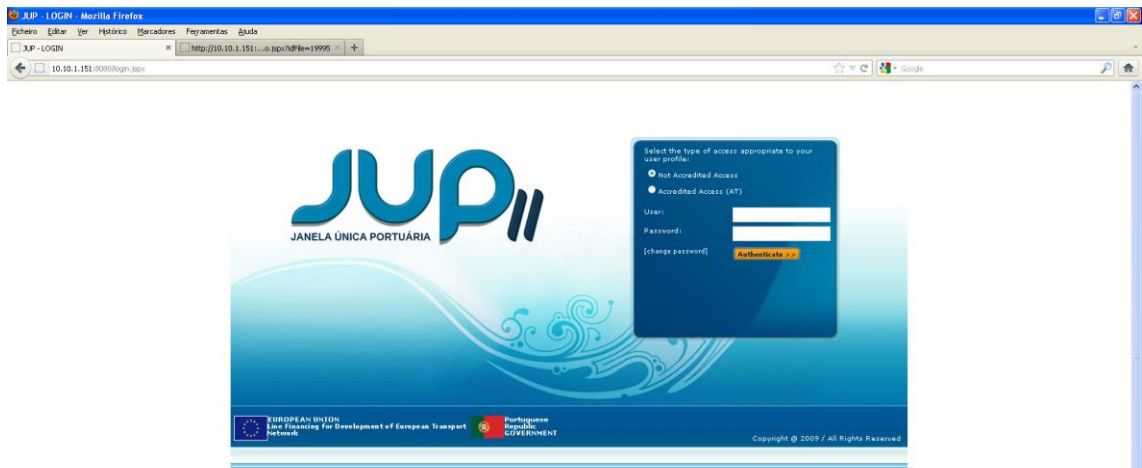 JUP - LOGIN - Mozilla Firefox
Ficheiro Editar Ver Histórico Marcadores Ferramentas Ajuda
JUP - LOGIN
http://10.10.1.151:...o.jspx?idFile=19995
10.10.1.151:8080/login.jspx
Google
JUP II
JANELA ÚNICA PORTUÁRIA
Select the type of access appropriate to your
user profile:
Not Accredited Access
Accredited Access (AT)
User:
Password:
[change password]
Authenticate >>
EUROPEAN UNION
Line Financing for Development of European Transport
Network
Portuguese
Republic
GOVERNMENT
Copyright @ 2009 / All Rights Reserved